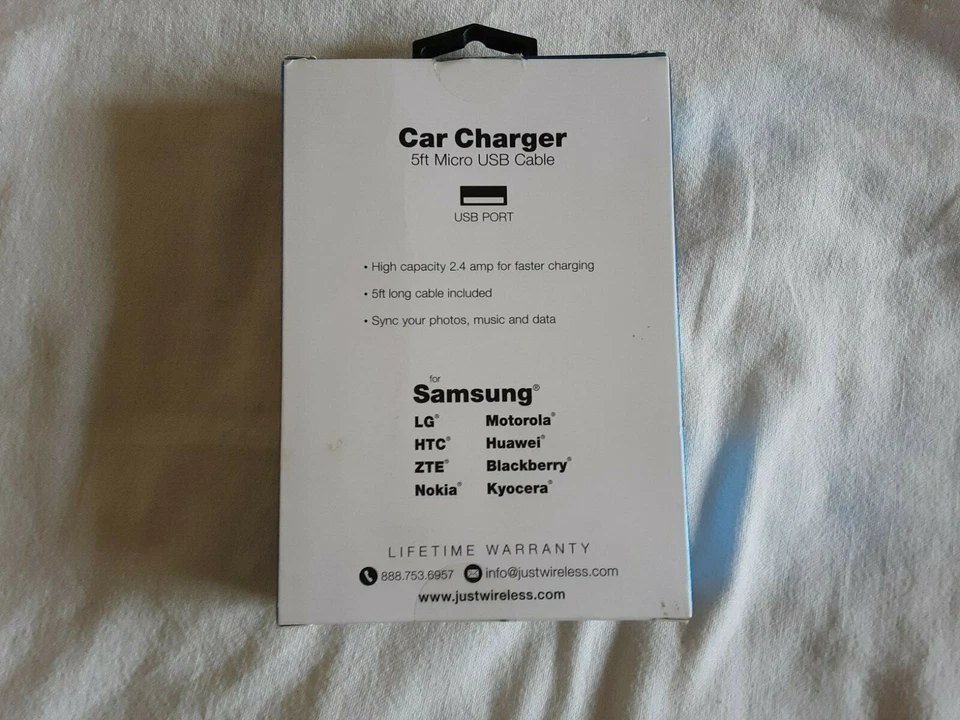 Car Charger
5ft Micro USB Cable
USB PORT
• High capacity 2.4 amp for faster charging
• 5ft long cable included
• Sync your photos, music and data
for
Samsung®
LG® Motorola®
HTC® Huawei®
ZTE® Blackberry®
Nokia® Kyocera®
LIFETIME WARRANTY
888.753.6957 info@justwireless.com
www.justwireless.com